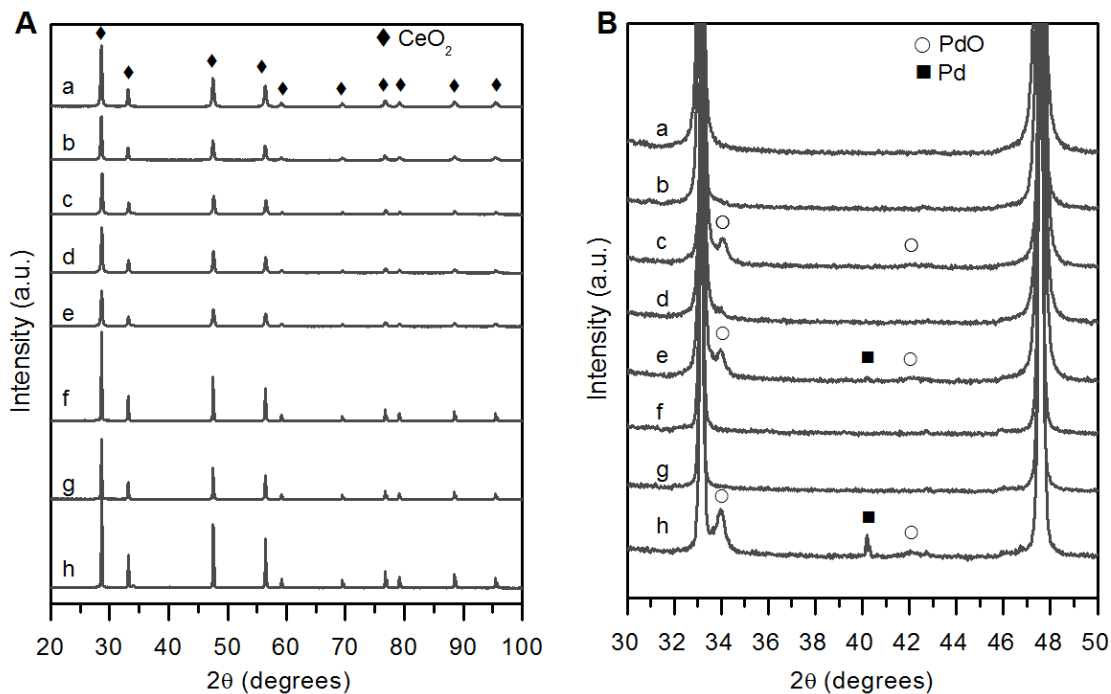 A
◆ CeO₂
a
b
c
d
e
f
g
h
Intensity (a.u.)
20 30 40 50 60 70 80 90 100
2θ (degrees)
B
○ PdO
■ Pd
a
b
c
d
e
f
g
h
Intensity (a.u.)
30 32 34 36 38 40 42 44 46 48 50
2θ (degrees)